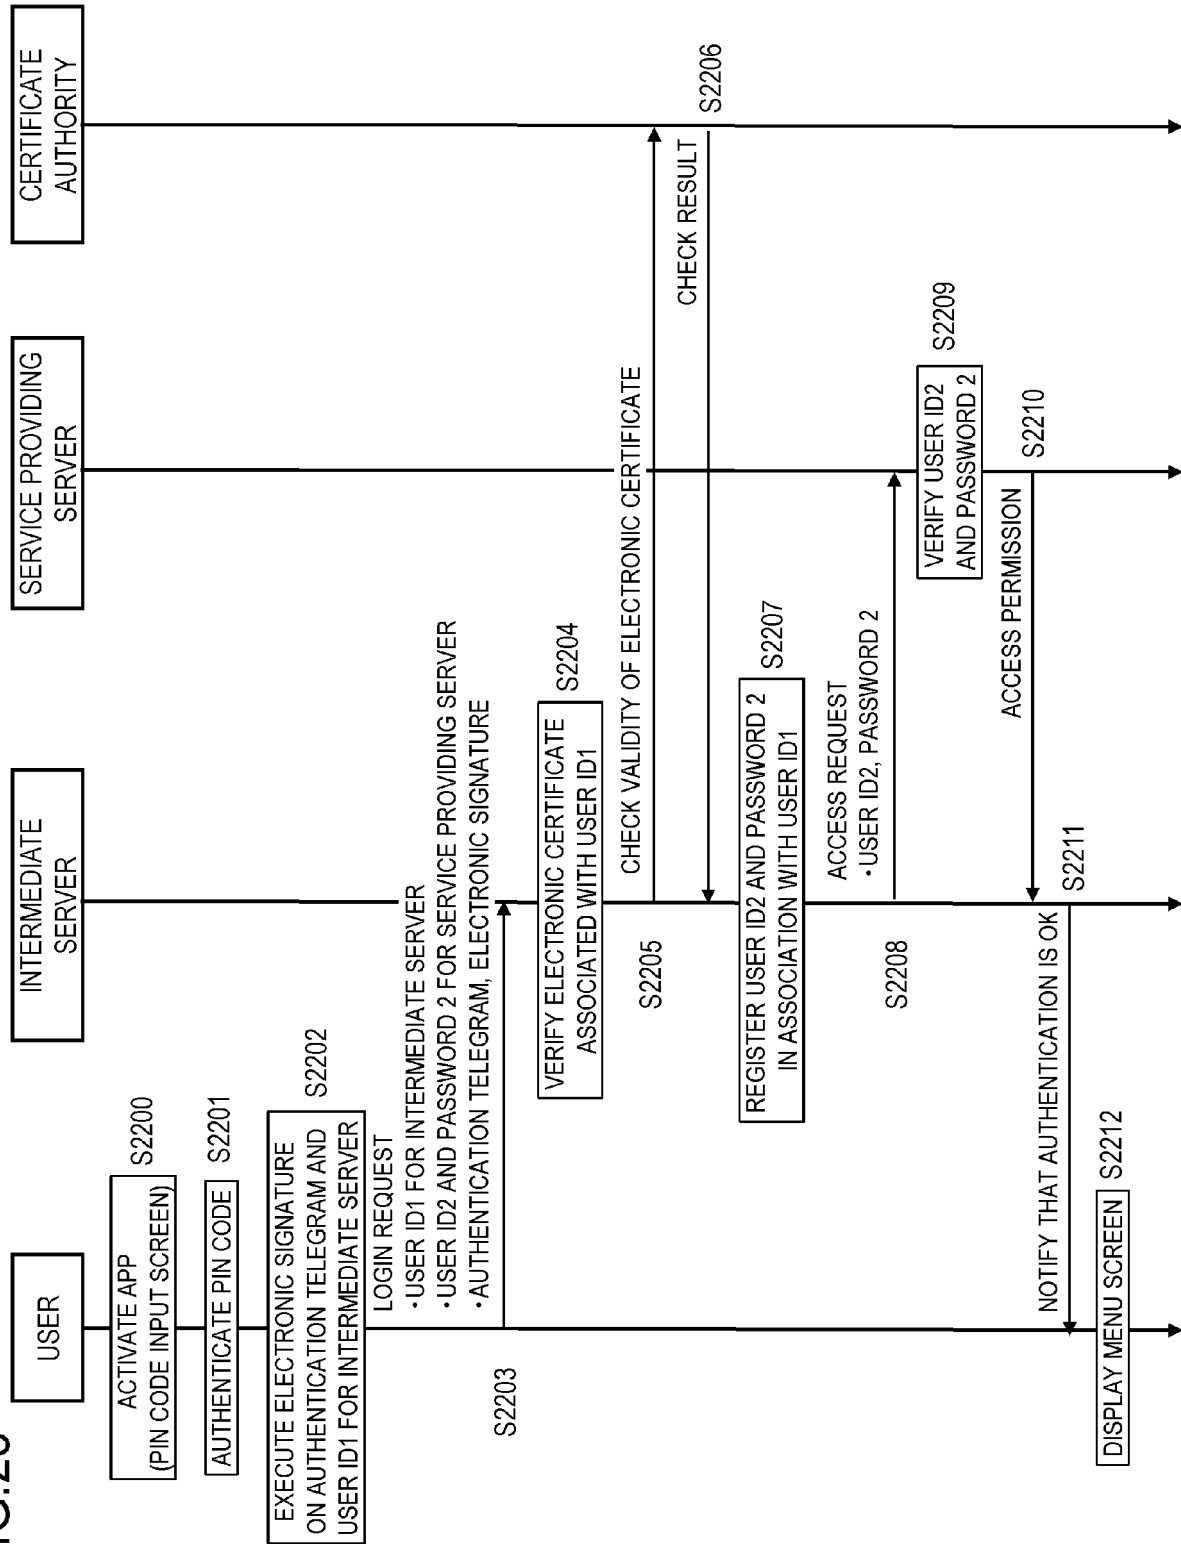 USER
INTERMEDIATE
SERVER
SERVICE PROVIDING
SERVER
CERTIFICATE
AUTHORITY
ACTIVATE APP
(PIN CODE INPUT SCREEN)
S2200
AUTHENTICATE PIN CODE
S2201
EXECUTE ELECTRONIC SIGNATURE
ON AUTHENTICATION TELEGRAM AND
USER ID1 FOR INTERMEDIATE SERVER
S2202
LOGIN REQUEST
・USER ID1 FOR INTERMEDIATE SERVER
・USER ID2 AND PASSWORD 2 FOR SERVICE PROVIDING SERVER
・AUTHENTICATION TELEGRAM, ELECTRONIC SIGNATURE
S2203
VERIFY ELECTRONIC CERTIFICATE
ASSOCIATED WITH USER ID1
S2204
CHECK VALIDITY OF ELECTRONIC CERTIFICATE
S2205
CHECK RESULT
S2206
REGISTER USER ID2 AND PASSWORD 2
IN ASSOCIATION WITH USER ID1
S2207
ACCESS REQUEST
・USER ID2, PASSWORD 2
S2208
VERIFY USER ID2
AND PASSWORD 2
S2209
ACCESS PERMISSION
S2210
NOTIFY THAT AUTHENTICATION IS OK
S2211
DISPLAY MENU SCREEN
S2212